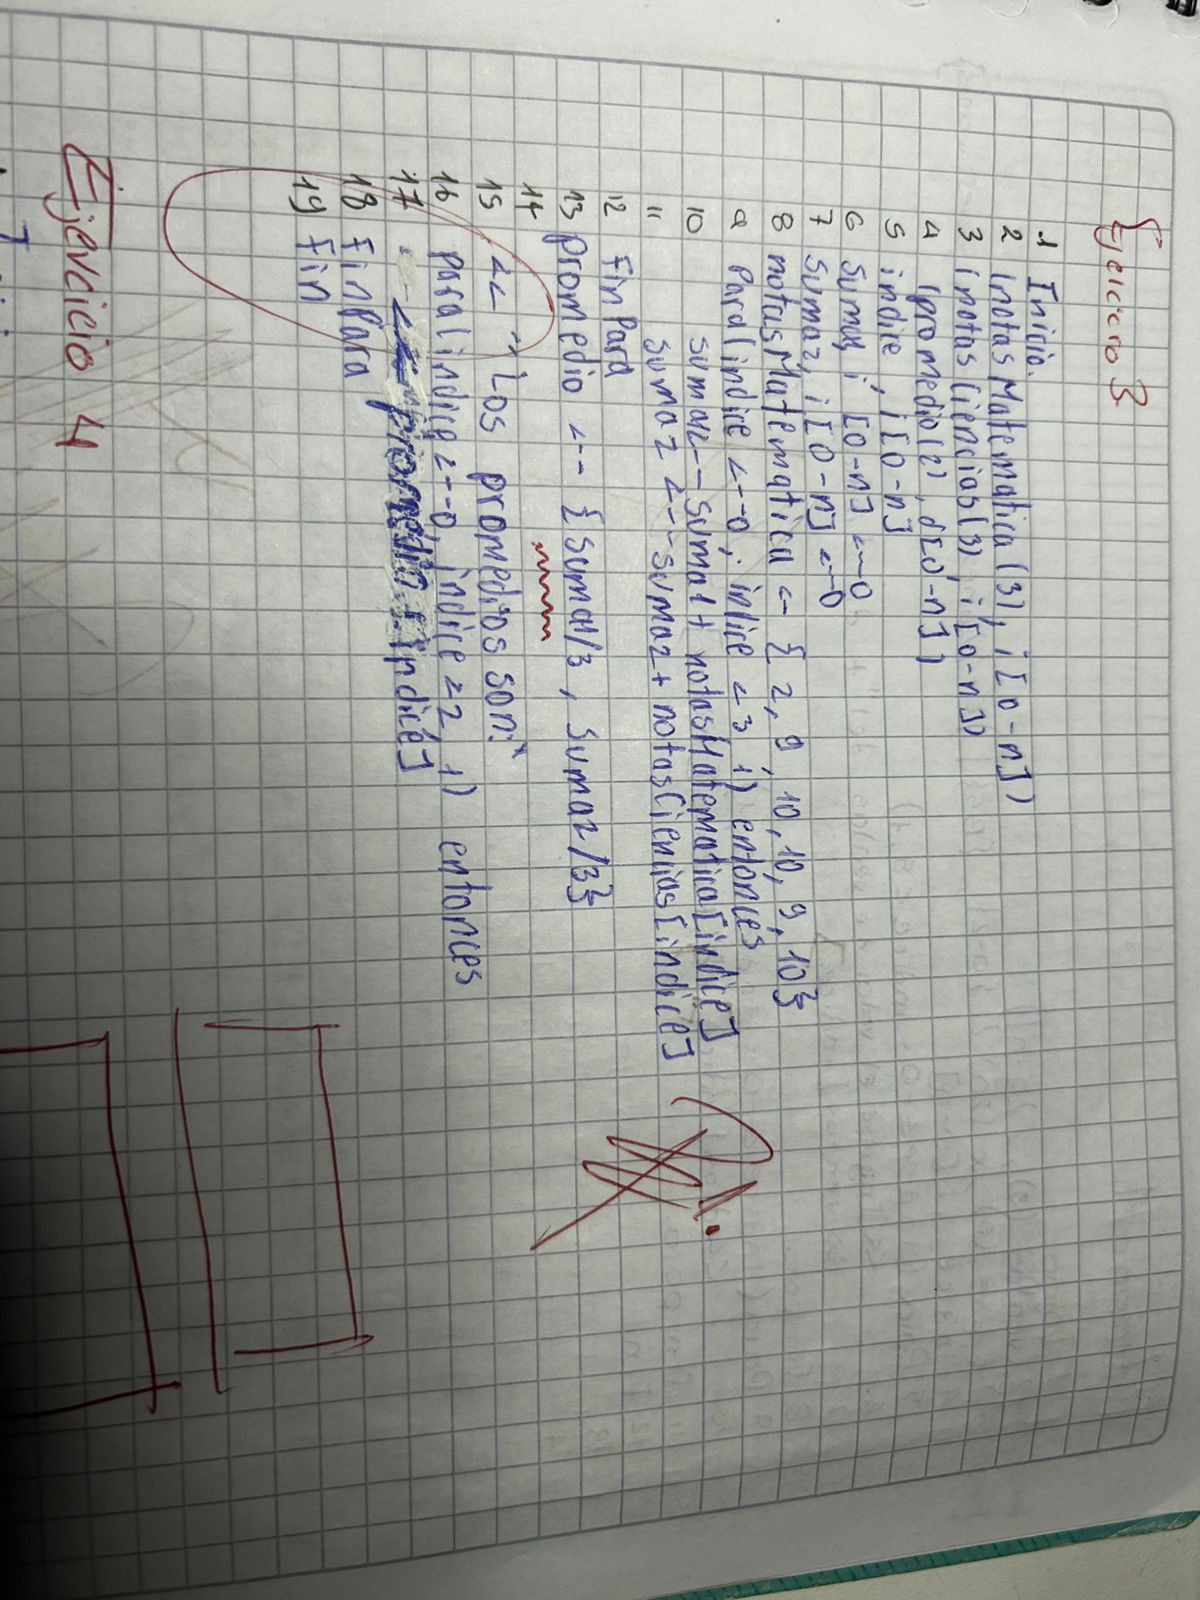 Ejercicio 3
1 Inicio.
2 (notasMatematica(3), i[0-n])
3 (notasCiencias(3), i[0-n])
4 (promedio(2), d[0-n])
5 indice, i[0-n]
6 suma1, i[0-n] <-0
7 suma2, i[0-n] <-0
8 notasMatematica <- {2, 9, 10, 10, 9, 10}
9 Para(indice <--0, indice <3, 1) entonces
10 suma1<--suma1+ notasMatematica[indice]
11 suma2 <--suma2+ notasCiencias[indice]
12 finPara
13 promedio <-- {suma1/3, suma2/3}
14
15 << "Los promedios son:"
16 para(indice<--0, indice<2, 1) entonces
17 promedio [indice]
18 finPara
19 Fin
Ejercicio 4